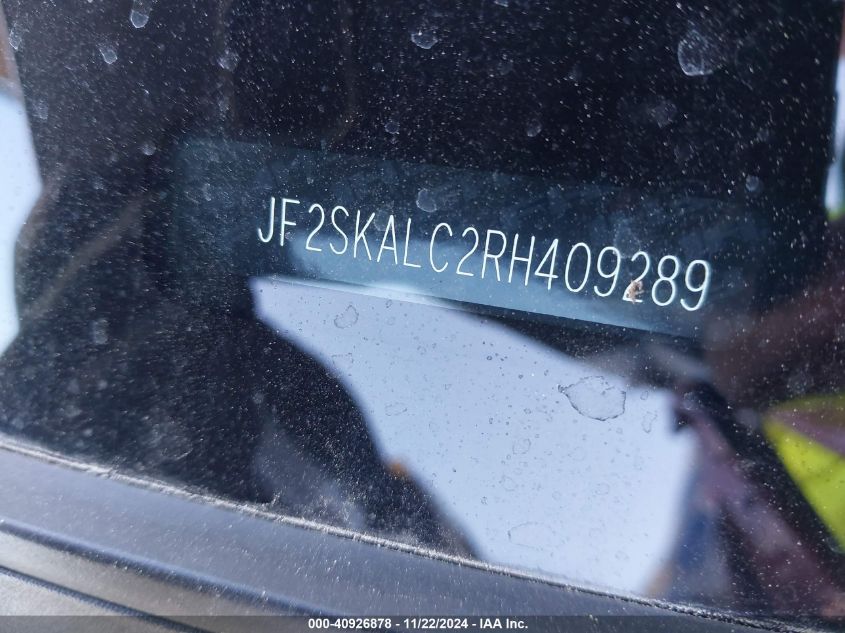 JF2SKALC2RH409289
000-40926878 - 11/22/2024 - IAA Inc.